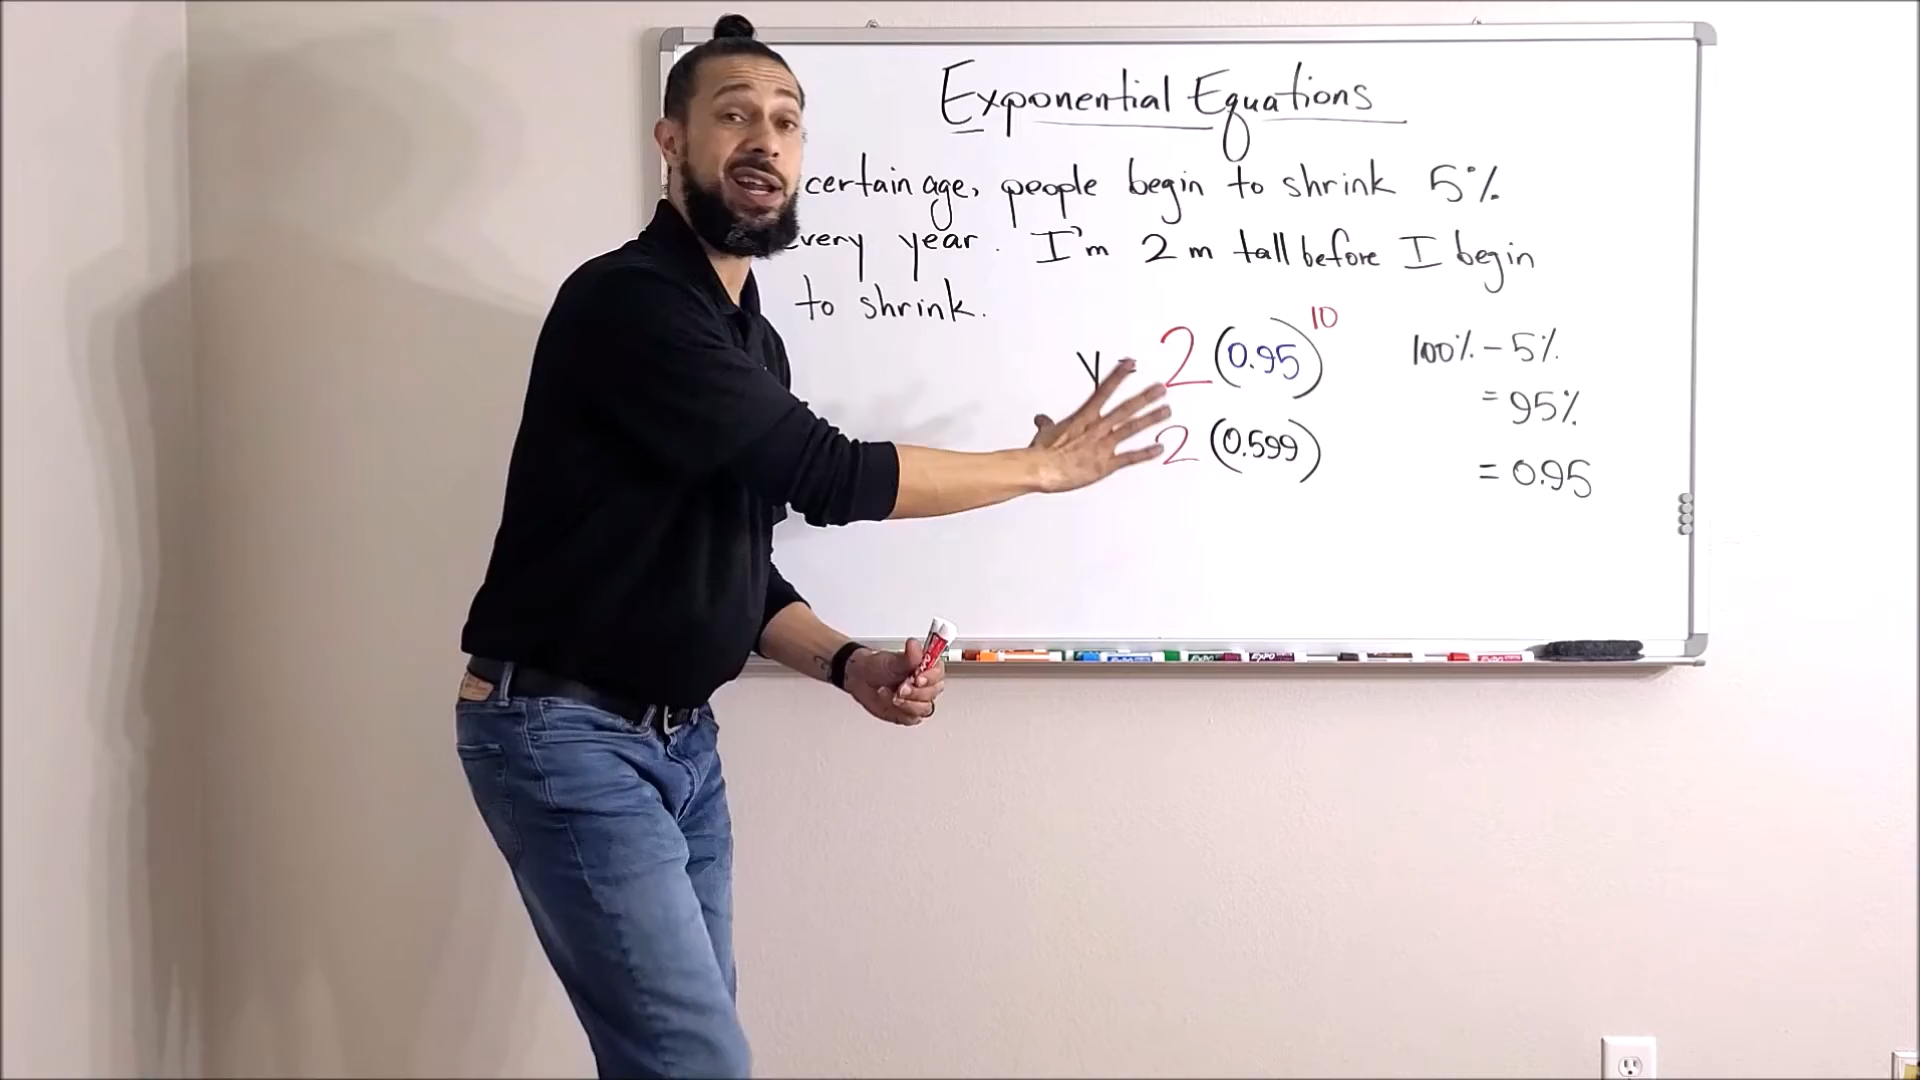 Exponential Equations
certain age, people begin to shrink 5%
every year. I'm 2 m tall before I begin
to shrink.
y = 2 (0.95)^10
2 (0.599)
100% - 5%
= 95%
= 0.95
EXPO